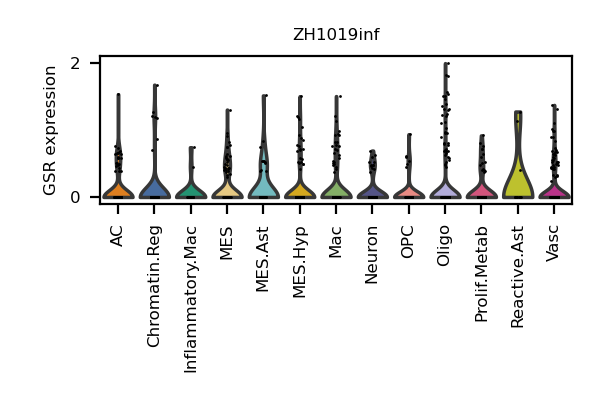 ZH1019inf
GSR expression
2
0
AC
Chromatin.Reg
Inflammatory.Mac
MES
MES.Ast
MES.Hyp
Mac
Neuron
OPC
Oligo
Prolif.Metab
Reactive.Ast
Vasc